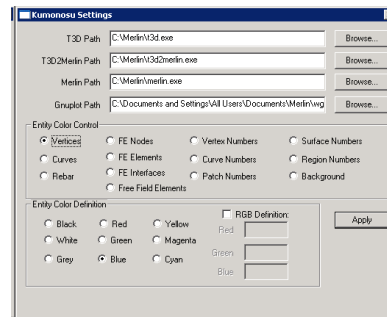 Kumonosu Settings
T3D Path C:\Merlin\t3d.exe Browse...
T3D2Merlin Path C:\Merlin\t3d2merlin.exe Browse...
Merlin Path C:\Merlin\merlin.exe Browse...
Gnuplot Path C:\Documents and Settings\All Users\Documents\Merlin\wg Browse...
Entity Color Control
Vertices FE Nodes Vertex Numbers Surface Numbers
Curves FE Elements Curve Numbers Region Numbers
Rebar FE Interfaces Patch Numbers Background
Free Field Elements
Entity Color Definition
RGB Definition:
Black Red Yellow Red Apply
White Green Magenta Green
Grey Blue Cyan Blue